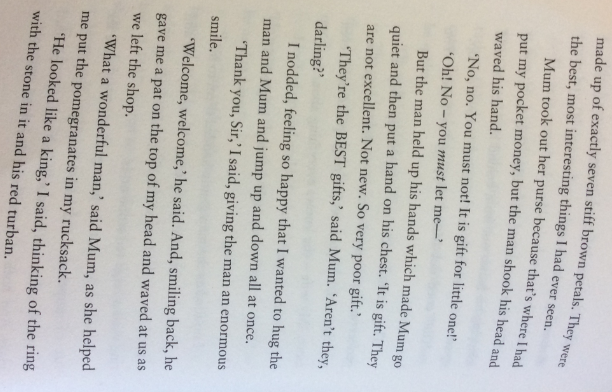 made up of exactly seven stiff brown petals. They were
the best, most interesting things I had ever seen.
Mum took out her purse because that's where I had
put my pocket money, but the man shook his head and
waved his hand.
'No, no. You must not! It is gift for little one!'
'Oh! No – you must let me—'
But the man held up his hands which made Mum go
quiet and then put a hand on his chest. 'It is gift. They
are not excellent. Not new. So very poor gift.'
'They're the BEST gifts,' said Mum. 'Aren't they,
darling?'
I nodded, feeling so happy that I wanted to hug the
man and Mum and jump up and down all at once.
'Thank you, Sir,' I said, giving the man an enormous
smile.
'Welcome, welcome,' he said. And, smiling back, he
gave me a pat on the top of my head and waved at us as
we left the shop.
'What a wonderful man,' said Mum, as she helped
me put the pomegranates in my rucksack.
'He looked like a king,' I said, thinking of the ring
with the stone in it and his red turban.